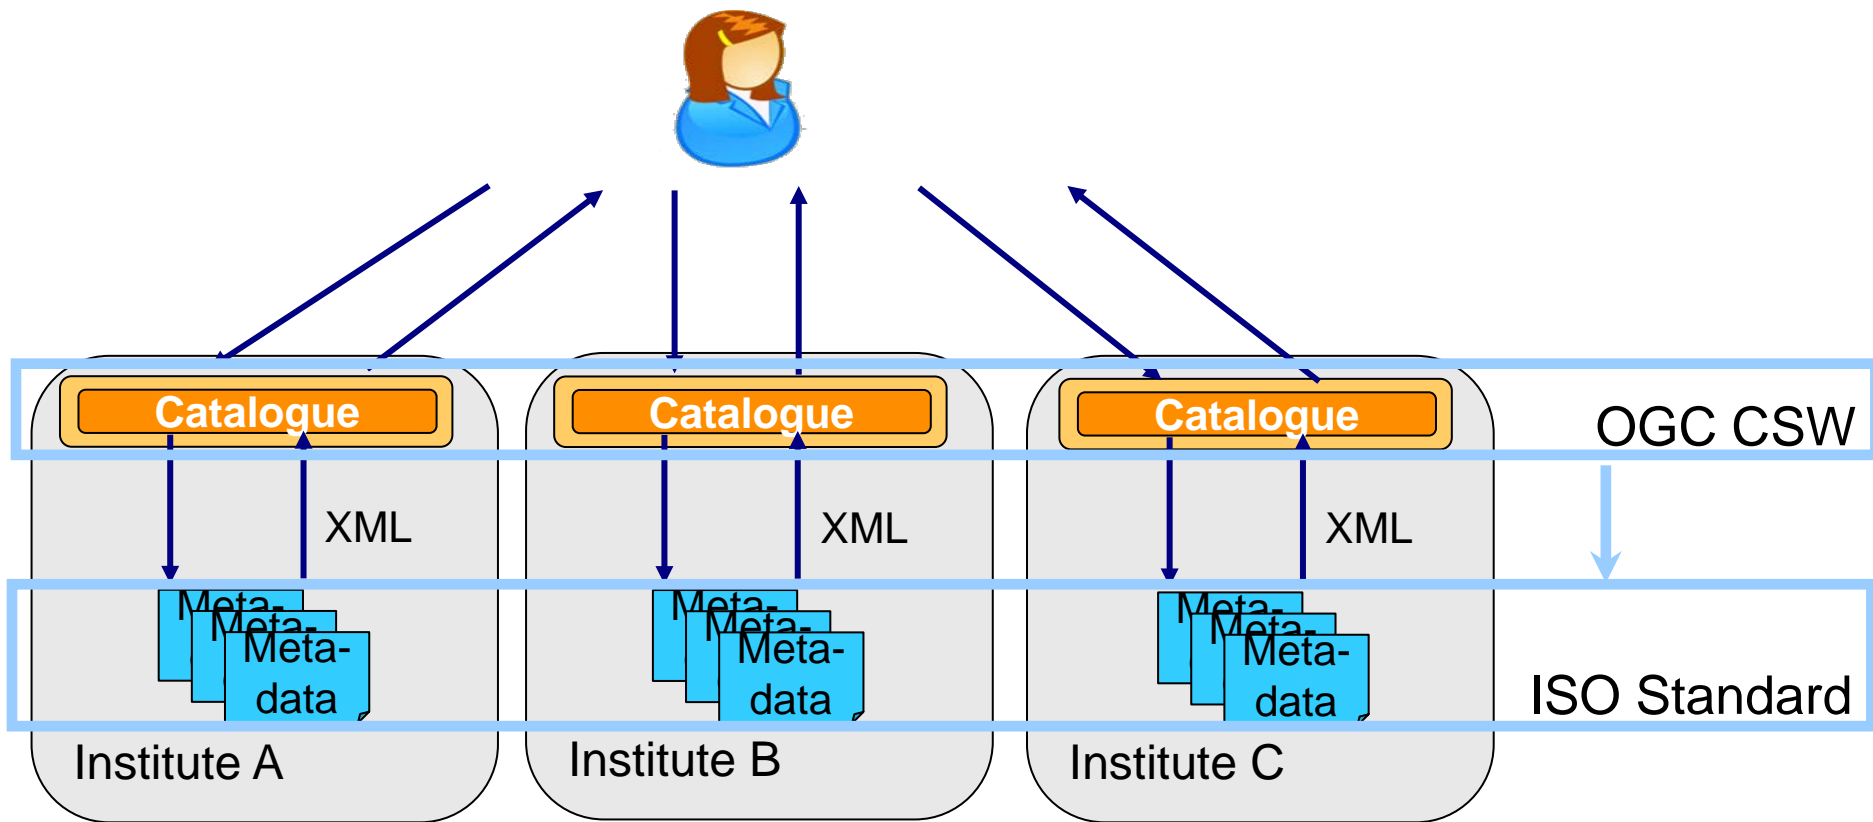 Catalogue
Catalogue
Catalogue
OGC CSW
XML
XML
XML
Meta-
Meta-
Meta-
data
Meta-
Meta-
Meta-
data
Meta-
Meta-
Meta-
data
ISO Standard
Institute A
Institute B
Institute C